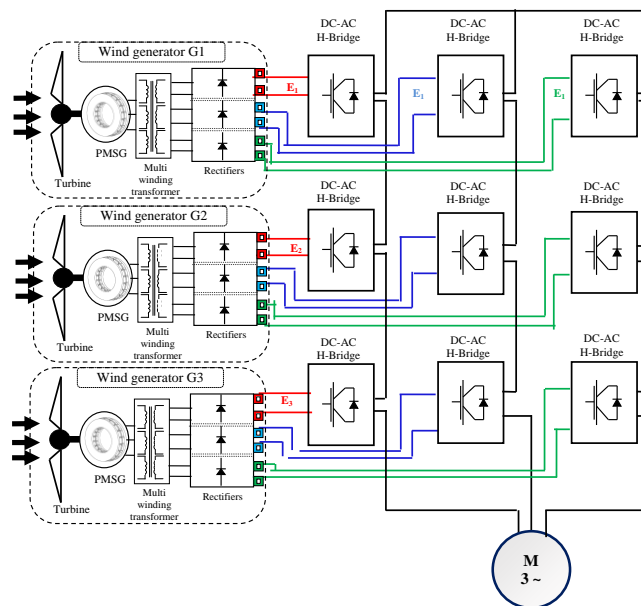 DC-AC
H-Bridge
DC-AC
H-Bridge
DC-AC
H-Bridge
Wind generator G1
E1
E1
E1
PMSG
Turbine
Multi
winding
transformer
Rectifiers
Wind generator G2
DC-AC
H-Bridge
DC-AC
H-Bridge
DC-AC
H-Bridge
E2
PMSG
Turbine
Multi
winding
transformer
Rectifiers
Wind generator G3
DC-AC
H-Bridge
DC-AC
H-Bridge
DC-AC
H-Bridge
E3
PMSG
Turbine
Multi
winding
transformer
Rectifiers
M
3 ~